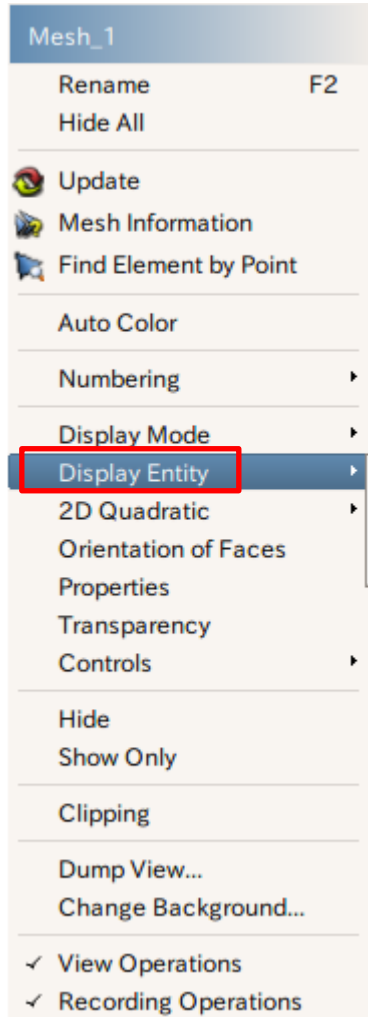 Mesh_1
Rename F2
Hide All
Update
Mesh Information
Find Element by Point
Auto Color
Numbering
Display Mode
Display Entity
2D Quadratic
Orientation of Faces
Properties
Transparency
Controls
Hide
Show Only
Clipping
Dump View...
Change Background...
View Operations
Recording Operations